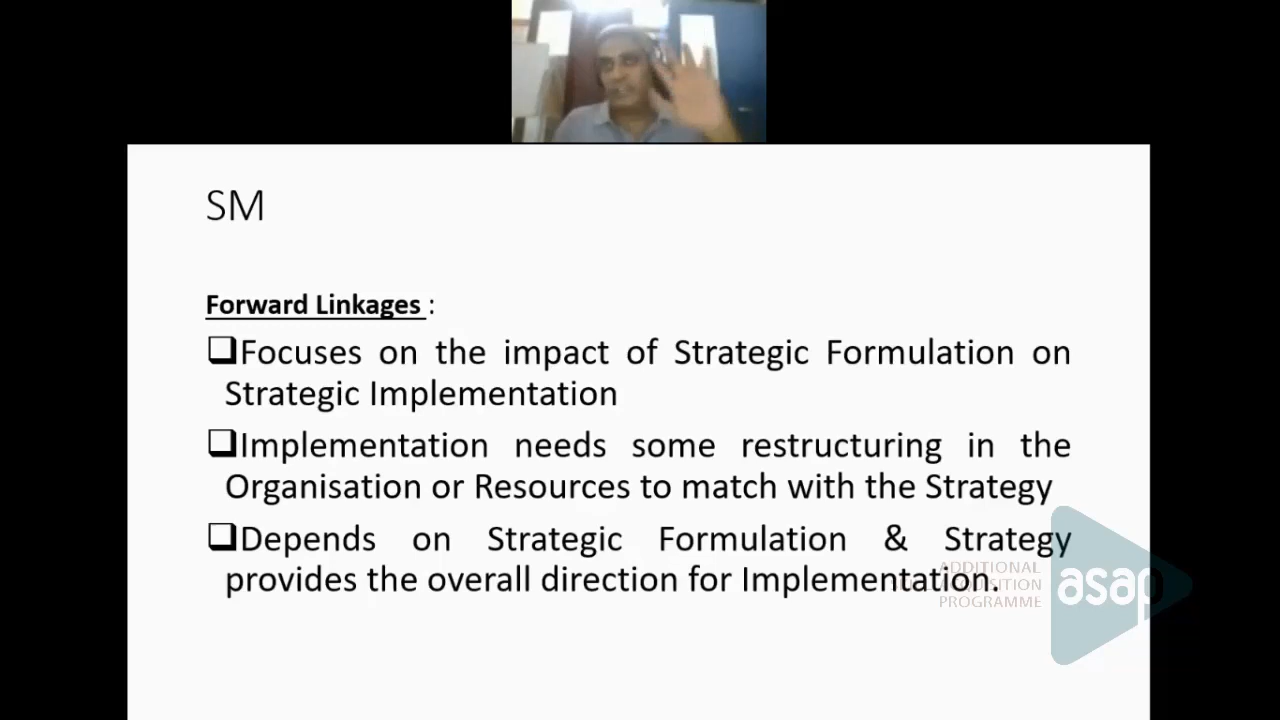 SM
Forward Linkages :
❑Focuses on the impact of Strategic Formulation on
Strategic Implementation
❑Implementation needs some restructuring in the
Organisation or Resources to match with the Strategy
❑Depends on Strategic Formulation & Strategy
provides the overall direction for Implementation.
ADDITIONAL
ACQUISITION
PROGRAMME
asap